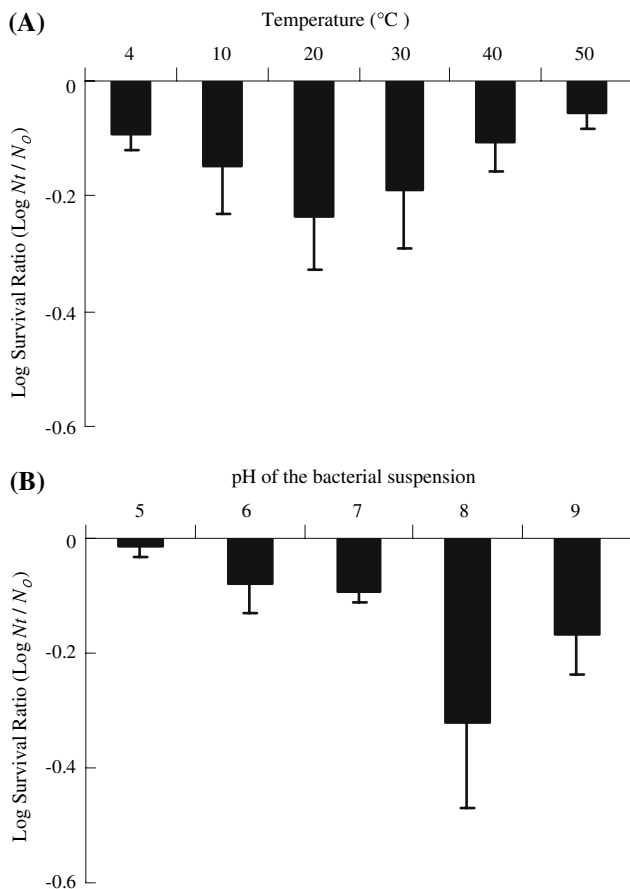 (A)
Temperature (°C )
4 10 20 30 40 50
0
-0.2
-0.4
-0.6
Log Survival Ratio (Log Nt / N_O)
(B)
pH of the bacterial suspension
5 6 7 8 9
0
-0.2
-0.4
-0.6
Log Survival Ratio (Log Nt / N_O)